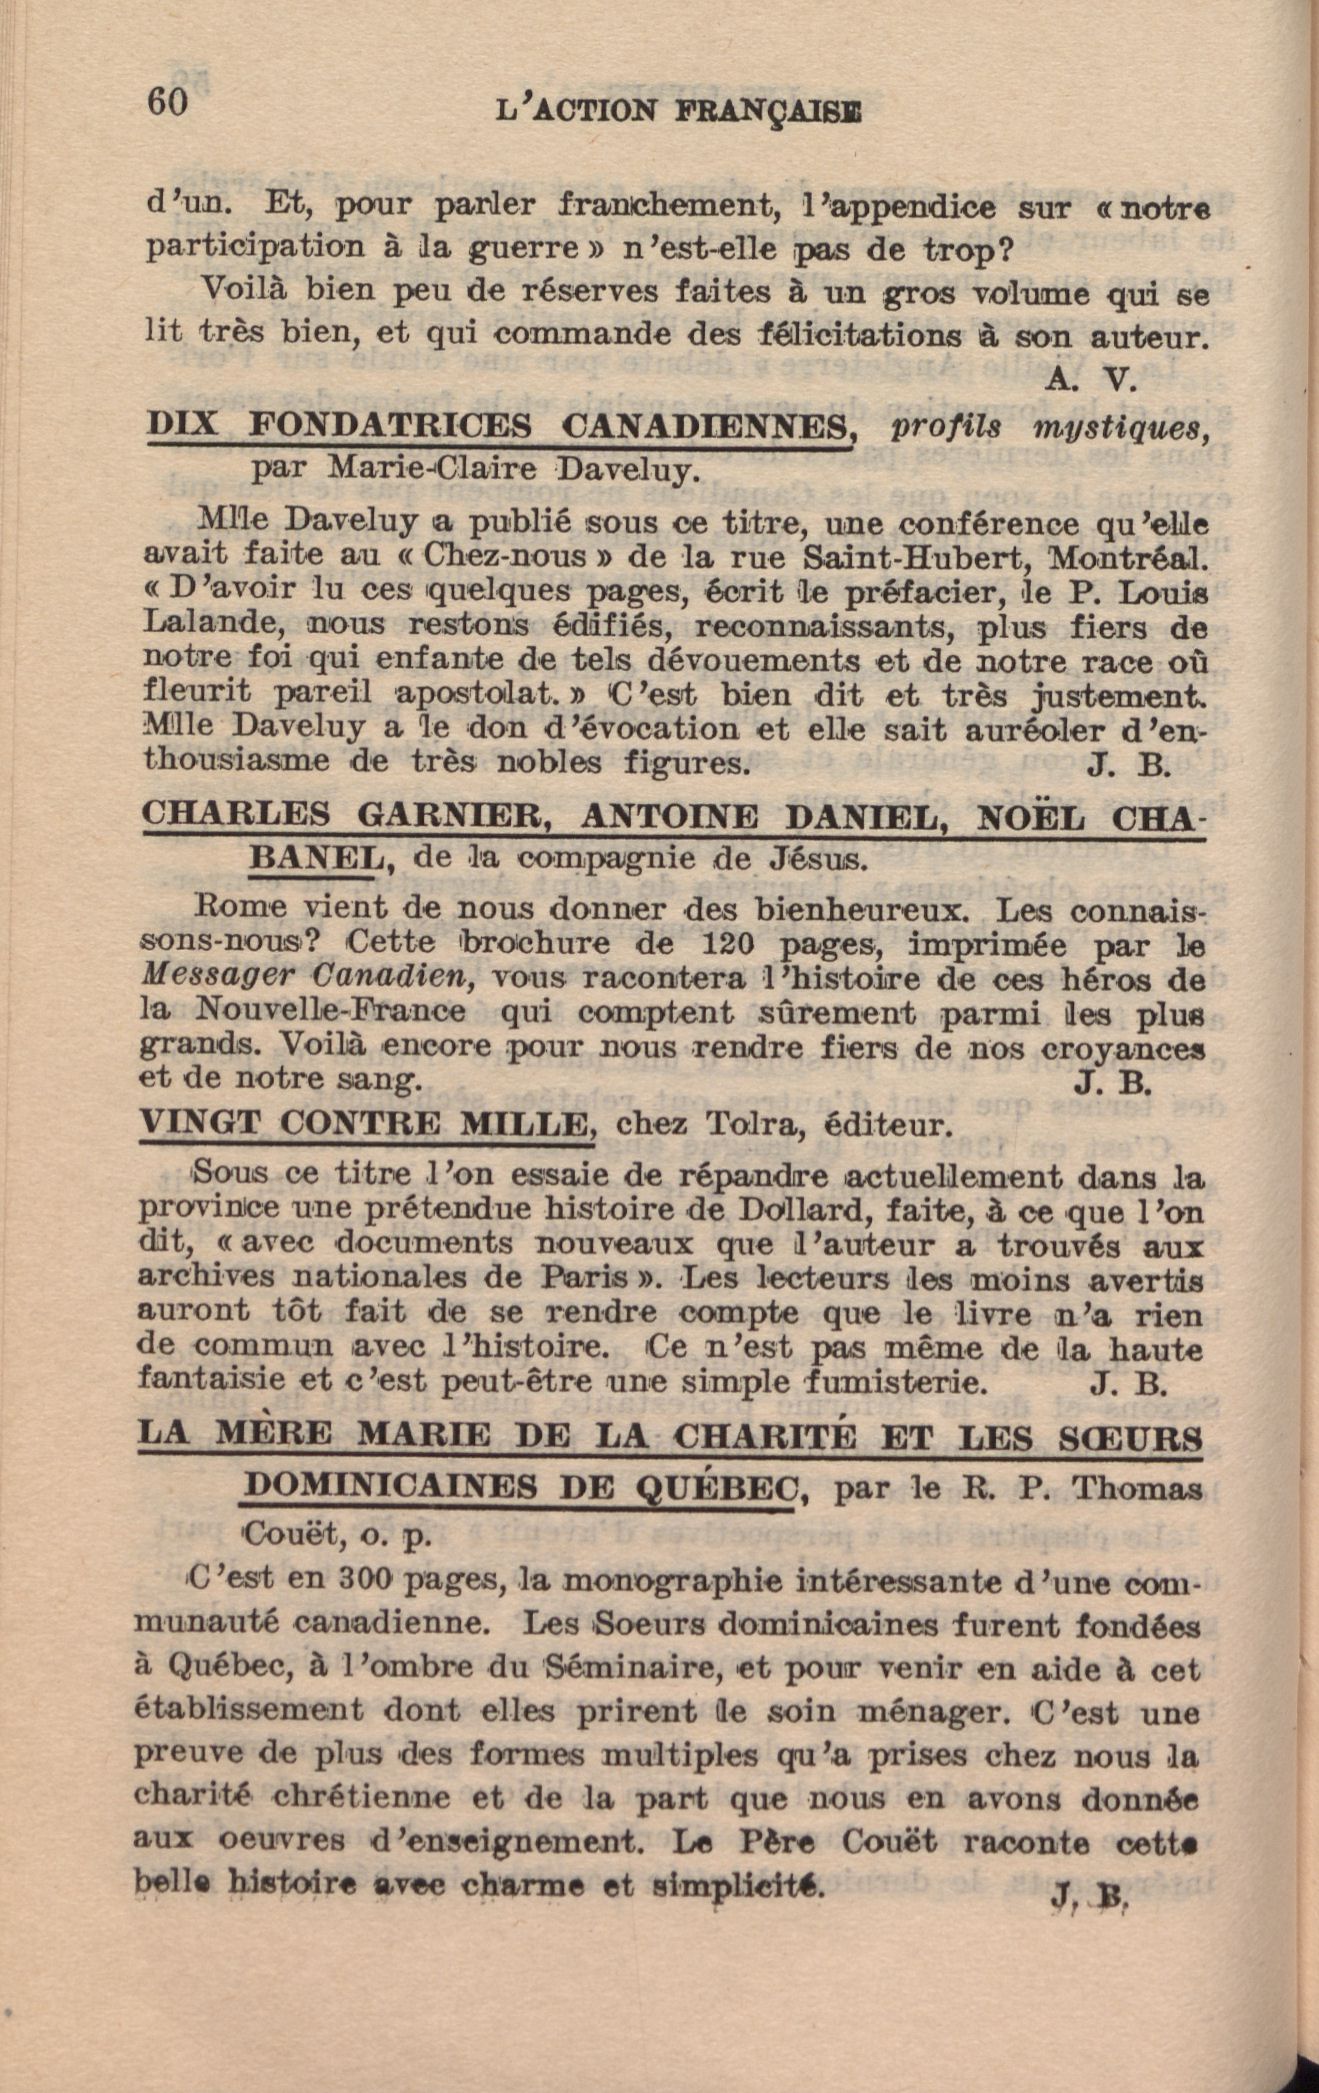 60
L'ACTION FRANÇAISE
d'un. Et, pour parler franchement, l'appendice sur « notre
participation à la guerre » n'est-elle pas de trop?
Voilà bien peu de réserves faites à un gros volume qui se
lit très bien, et qui commande des félicitations à son auteur.
A. V.
DIX FONDATRICES CANADIENNES, profils mystiques,
par Marie-Claire Daveluy.
Mlle Daveluy a publié sous ce titre, une conférence qu'elle
avait faite au « Chez-nous » de la rue Saint-Hubert, Montréal.
« D'avoir lu ces quelques pages, écrit le préfacier, le P. Louis
Lalande, nous restons édifiés, reconnaissants, plus fiers de
notre foi qui enfante de tels dévouements et de notre race où
fleurit pareil apostolat. » C'est bien dit et très justement.
Mlle Daveluy a le don d'évocation et elle sait auréoler d'en-
thousiasme de très nobles figures. J. B.
CHARLES GARNIER, ANTOINE DANIEL, NOËL CHA-
BANEL, de la compagnie de Jésus.
Rome vient de nous donner des bienheureux. Les connais-
sons-nous? Cette brochure de 120 pages, imprimée par le
Messager Canadien, vous racontera l'histoire de ces héros de
la Nouvelle-France qui comptent sûrement parmi les plus
grands. Voilà encore pour nous rendre fiers de nos croyances
et de notre sang. J. B.
VINGT CONTRE MILLE, chez Tolra, éditeur.
Sous ce titre l'on essaie de répandre actuellement dans la
province une prétendue histoire de Dollard, faite, à ce que l'on
dit, « avec documents nouveaux que l'auteur a trouvés aux
archives nationales de Paris ». Les lecteurs les moins avertis
auront tôt fait de se rendre compte que le livre n'a rien
de commun avec l'histoire. Ce n'est pas même de la haute
fantaisie et c'est peut-être une simple fumisterie. J. B.
LA MÈRE MARIE DE LA CHARITÉ ET LES SŒURS
DOMINICAINES DE QUÉBEC, par le R. P. Thomas
Couët, o. p.
C'est en 300 pages, la monographie intéressante d'une com-
munauté canadienne. Les Soeurs dominicaines furent fondées
à Québec, à l'ombre du Séminaire, et pour venir en aide à cet
établissement dont elles prirent le soin ménager. C'est une
preuve de plus des formes multiples qu'a prises chez nous la
charité chrétienne et de la part que nous en avons donnée
aux oeuvres d'enseignement. Le Père Couët raconte cette
belle histoire avec charme et simplicité. J. B.